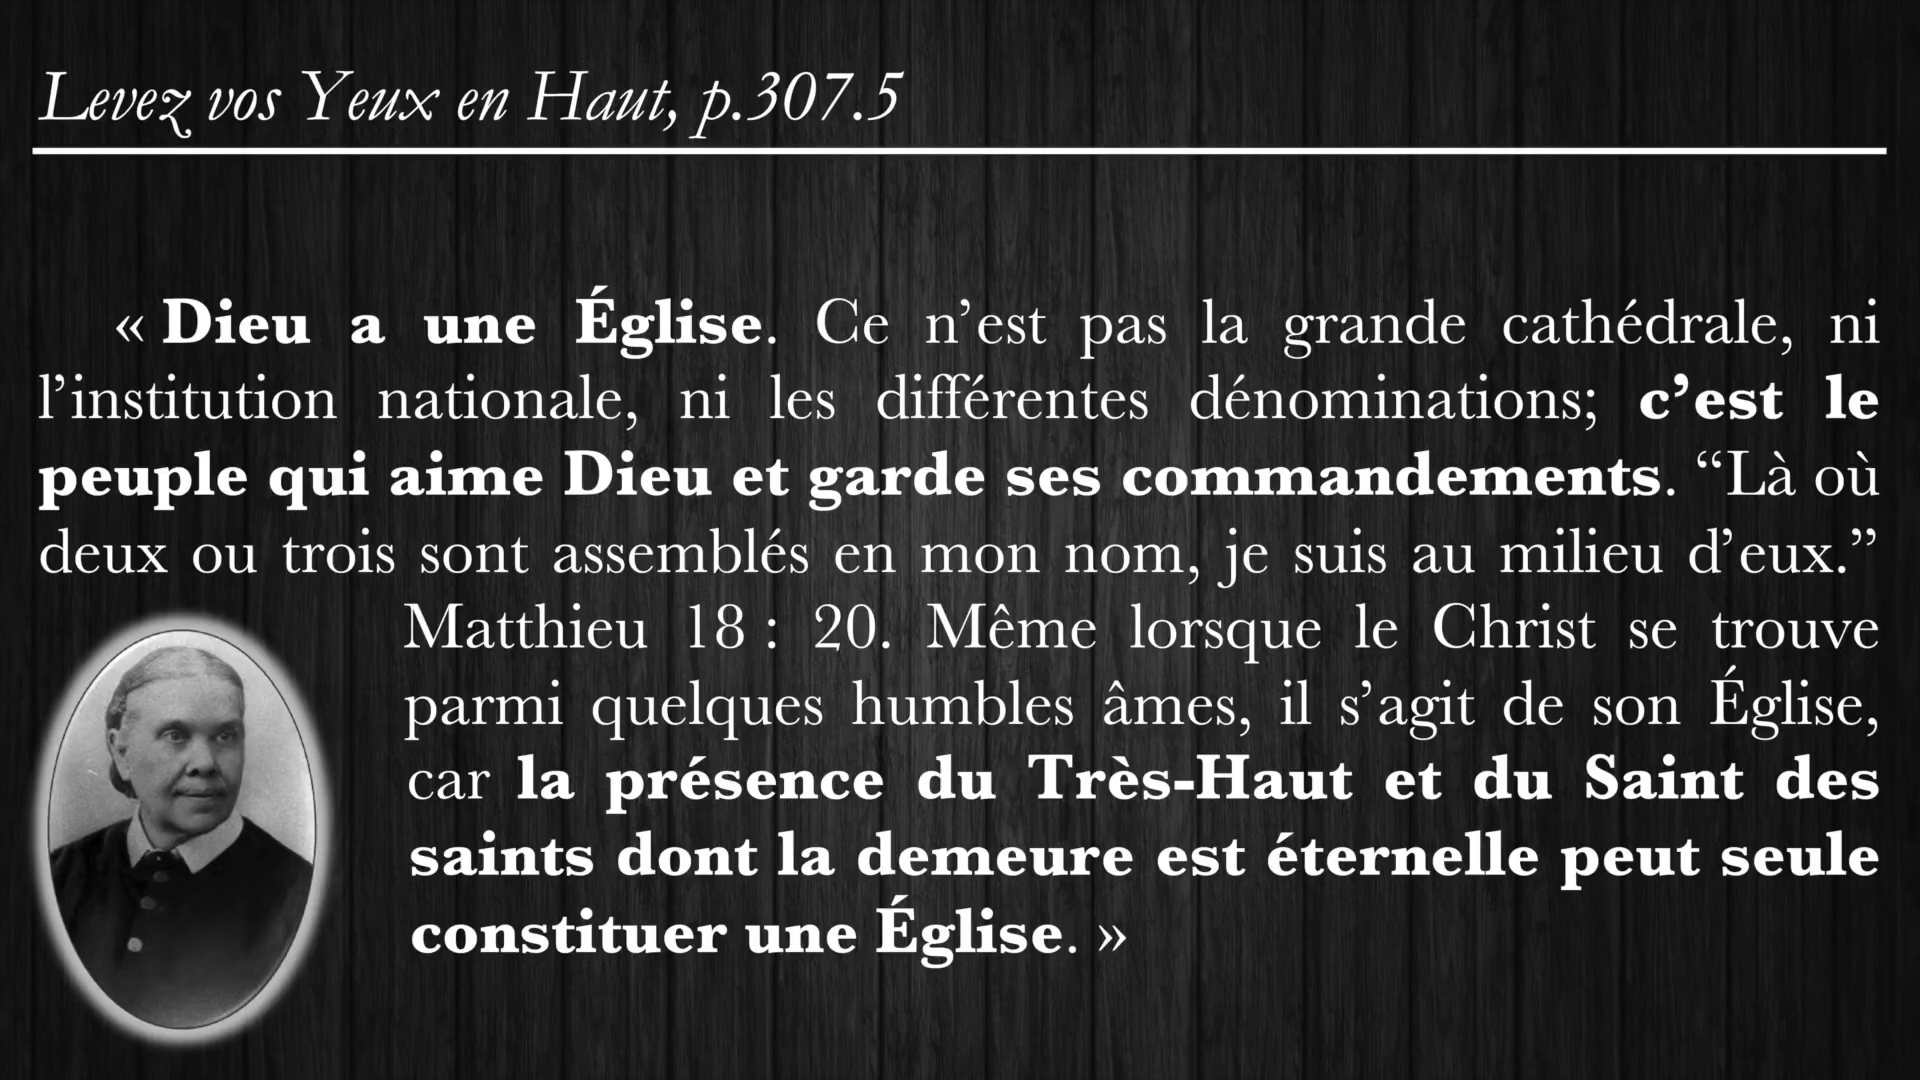 Levez vos Yeux en Haut, p.307.5
« Dieu a une Église. Ce n’est pas la grande cathédrale, ni
l’institution nationale, ni les différentes dénominations; c’est le
peuple qui aime Dieu et garde ses commandements. “Là où
deux ou trois sont assemblés en mon nom, je suis au milieu d’eux.”
Matthieu 18 : 20. Même lorsque le Christ se trouve
parmi quelques humbles âmes, il s’agit de son Église,
car la présence du Très-Haut et du Saint des
saints dont la demeure est éternelle peut seule
constituer une Église. »